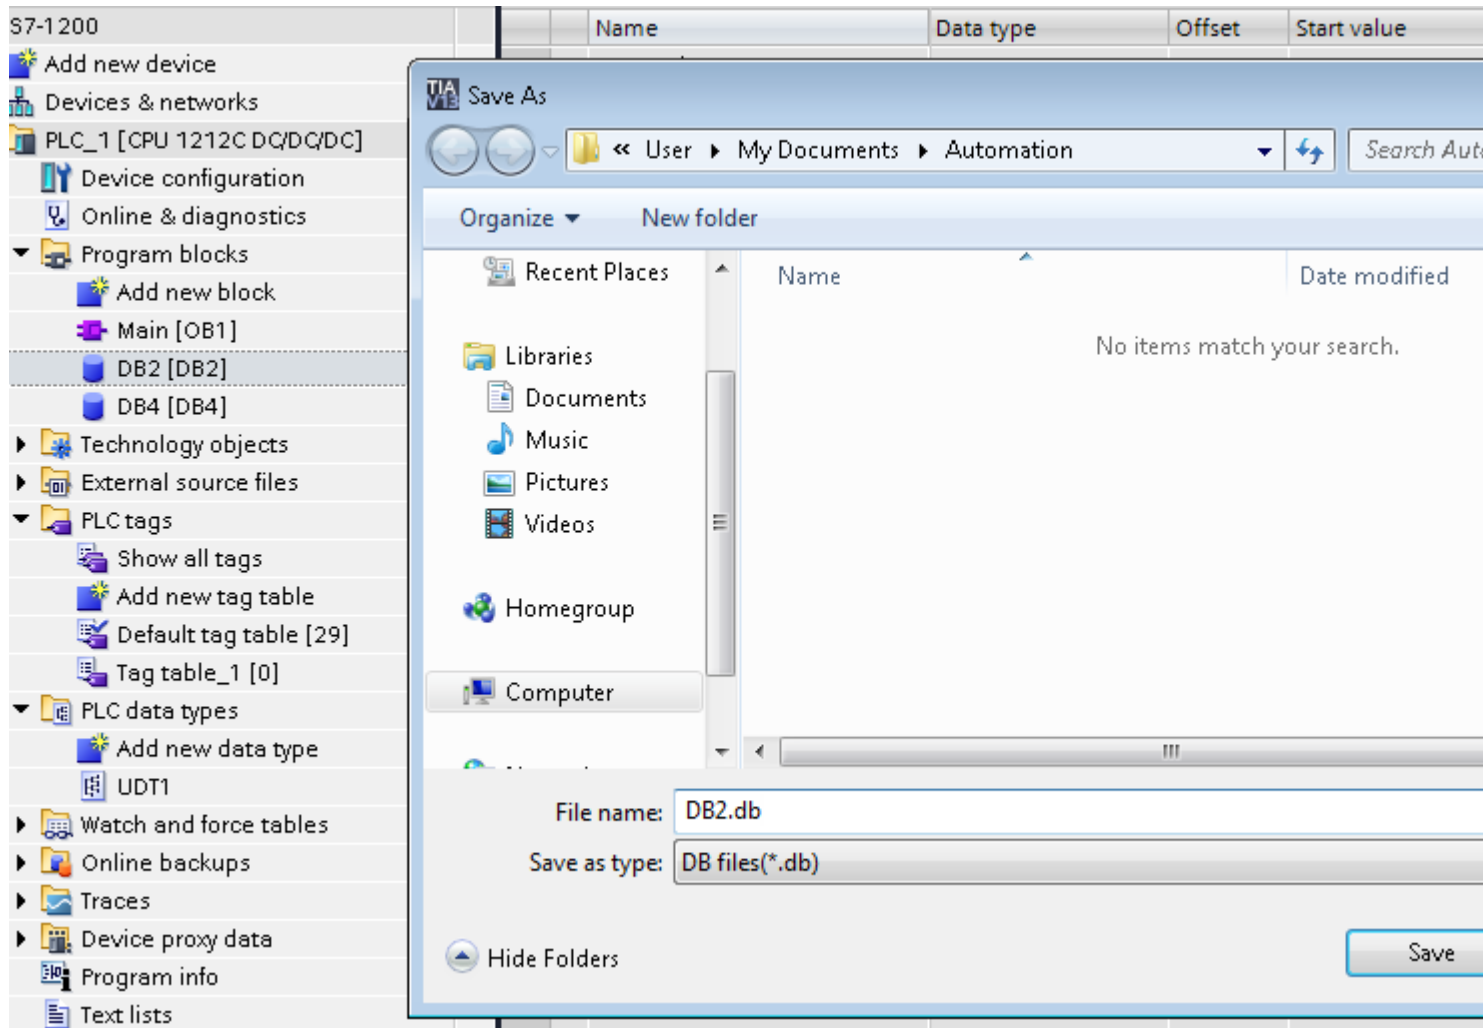 S7-1200
Add new device
Devices & networks
PLC_1 [CPU 1212C DC/DC/DC]
Device configuration
Online & diagnostics
Program blocks
Add new block
Main [OB1]
DB2 [DB2]
DB4 [DB4]
Technology objects
External source files
PLC tags
Show all tags
Add new tag table
Default tag table [29]
Tag table_1 [0]
PLC data types
Add new data type
UDT1
Watch and force tables
Online backups
Traces
Device proxy data
Program info
Text lists
Name Data type Offset Start value
TIA V13 Save As
« User ▸ My Documents ▸ Automation Search Aut
Organize New folder
Recent Places
Libraries
Documents
Music
Pictures
Videos
Homegroup
Computer
Name Date modified
No items match your search.
File name: DB2.db
Save as type: DB files(*.db)
Hide Folders Save